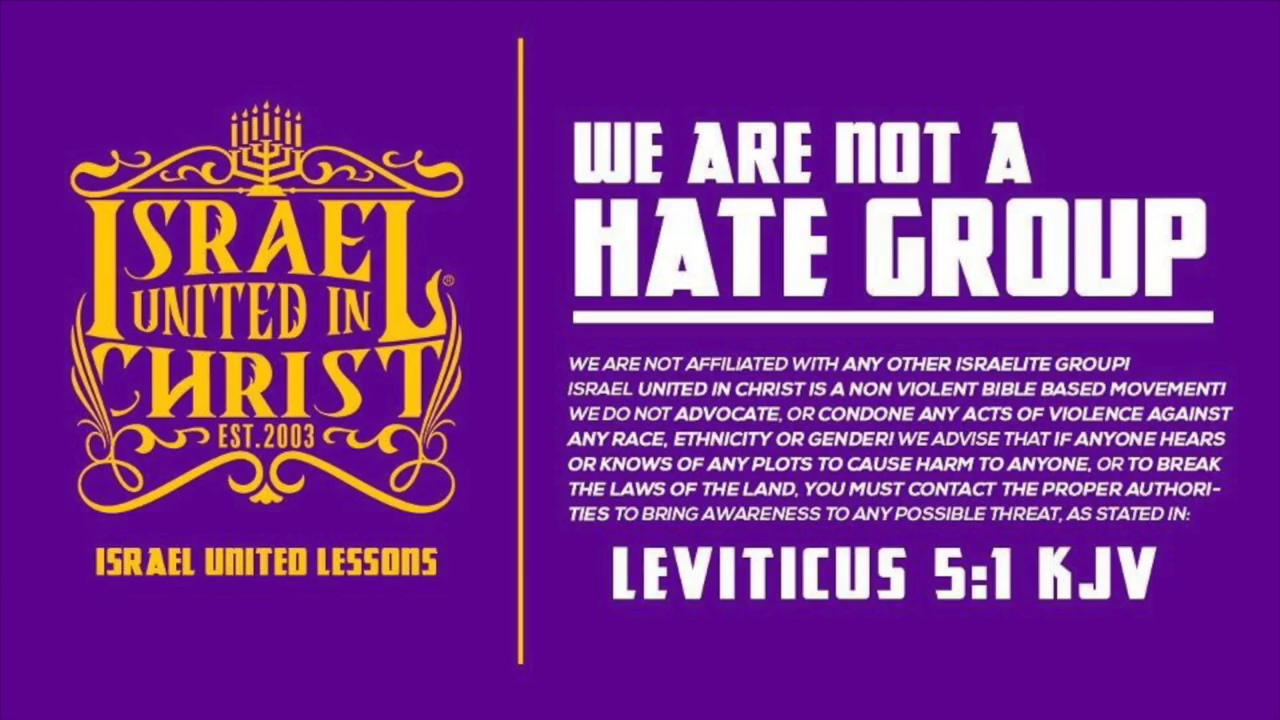 ISRAEL
UNITED IN
CHRIST
®
EST.2003
ISRAEL UNITED LESSONS
WE ARE NOT A
HATE GROUP
WE ARE NOT AFFILIATED WITH ANY OTHER ISRAELITE GROUP!
ISRAEL UNITED IN CHRIST IS A NON VIOLENT BIBLE BASED MOVEMENT!
WE DO NOT ADVOCATE, OR CONDONE ANY ACTS OF VIOLENCE AGAINST
ANY RACE, ETHNICITY OR GENDER! WE ADVISE THAT IF ANYONE HEARS
OR KNOWS OF ANY PLOTS TO CAUSE HARM TO ANYONE, OR TO BREAK
THE LAWS OF THE LAND, YOU MUST CONTACT THE PROPER AUTHORI-
TIES TO BRING AWARENESS TO ANY POSSIBLE THREAT, AS STATED IN:
LEVITICUS 5:1 KJV